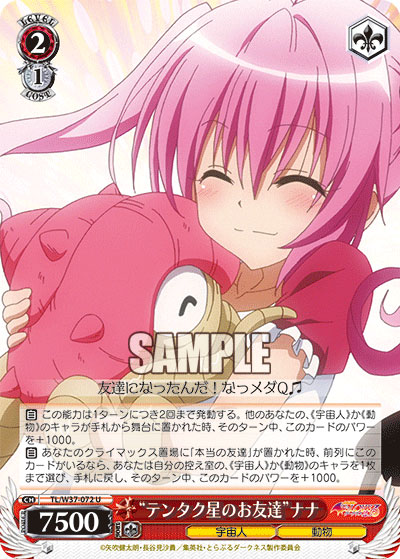 LEVEL
2
1
COST
SAMPLE
友達になったんだ！なっメダQ♫
自 この能力は1ターンにつき2回まで発動する。他のあなたの、《宇宙人》か《動
物》のキャラが手札から舞台に置かれた時、そのターン中、このカードのパワー
を＋1000。
自 あなたのクライマックス置場に「本当の友達」が置かれた時、前列にこの
カードがいるなら、あなたは自分の控え室の、《宇宙人》か《動物》のキャラを1枚
まで選び、手札に戻し、そのターン中、このカードのパワーを＋1000。
CH
TL/W37-072 U
7500
“テンタク星のお友達”ナナ
宇宙人
動物
©矢吹健太朗・長谷見沙貴／集英社・とらぶるダークネス製作委員会